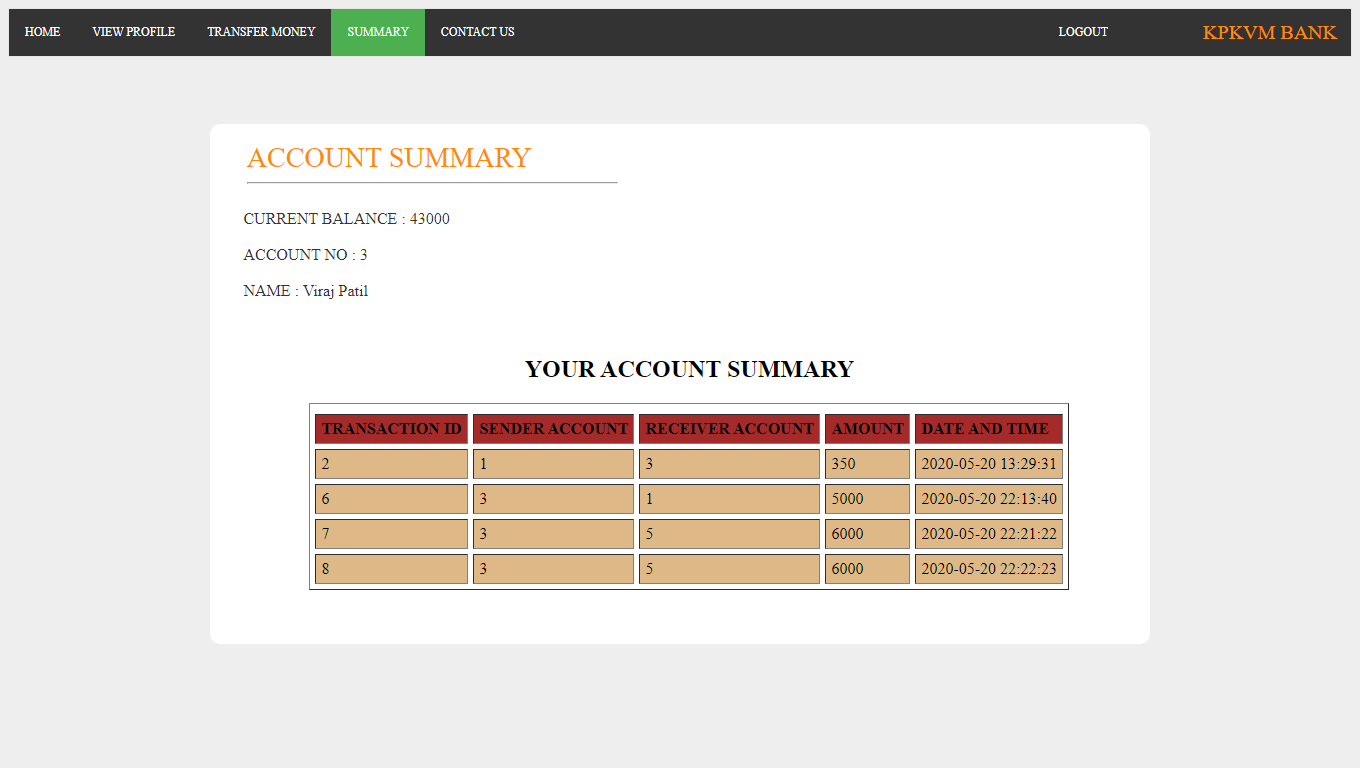 HOME VIEW PROFILE TRANSFER MONEY SUMMARY CONTACT US LOGOUT KPKVM BANK
ACCOUNT SUMMARY
CURRENT BALANCE : 43000
ACCOUNT NO : 3
NAME : Viraj Patil
YOUR ACCOUNT SUMMARY
TRANSACTION ID SENDER ACCOUNT RECEIVER ACCOUNT AMOUNT DATE AND TIME
2 1 3 350 2020-05-20 13:29:31
6 3 1 5000 2020-05-20 22:13:40
7 3 5 6000 2020-05-20 22:21:22
8 3 5 6000 2020-05-20 22:22:23